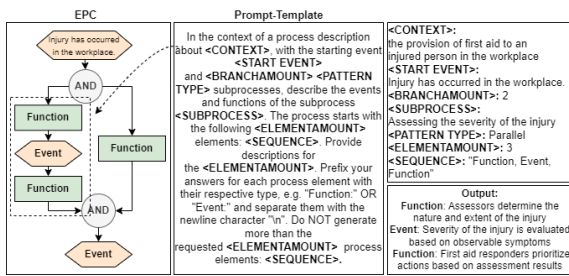 EPC
Injury has occurred
in the workplace.
AND
Function
Event
Function
Function
AND
Event
Prompt-Template
In the context of a process description
about <CONTEXT>, with the starting event
<START EVENT>
and <BRANCHAMOUNT> <PATTERN
TYPE> subprocesses, describe the events
and functions of the subprocess
<SUBPROCESS>. The process starts with
the following <ELEMENTAMOUNT>
elements: <SEQUENCE>. Provide
descriptions for
the <ELEMENTAMOUNT>. Prefix your
answers for each process element with
their respective type, e.g. "Function:" OR
"Event:" and separate them with the
newline character "\n". Do NOT generate
more than the
requested <ELEMENTAMOUNT> process
elements: <SEQUENCE>.
<CONTEXT>:
the provision of first aid to an
injured person in the workplace
<START EVENT>:
Injury has occurred in the workplace.
<BRANCHAMOUNT>: 2
<SUBPROCESS>:
Assessing the severity of the injury
<PATTERN TYPE>: Parallel
<ELEMENTAMOUNT>: 3
<SEQUENCE>: "Function, Event,
Function"
Output:
Function: Assessors determine the
nature and extent of the injury
Event: Severity of the injury is evaluated
based on observable symptoms
Function: First aid responders prioritize
actions based on assessment results